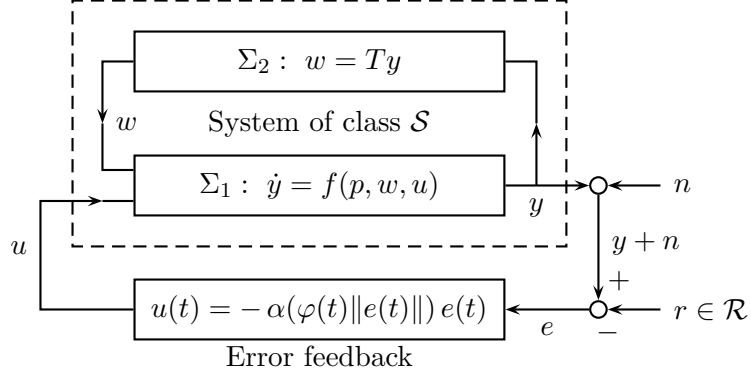 Σ₂ : w = Ty
w
System of class 𝒮
Σ₁ : ẏ = f(p, w, u)
y
n
u
y + n
+
u(t) = − α(φ(t)‖e(t)‖) e(t)
e
−
r ∈ ℛ
Error feedback